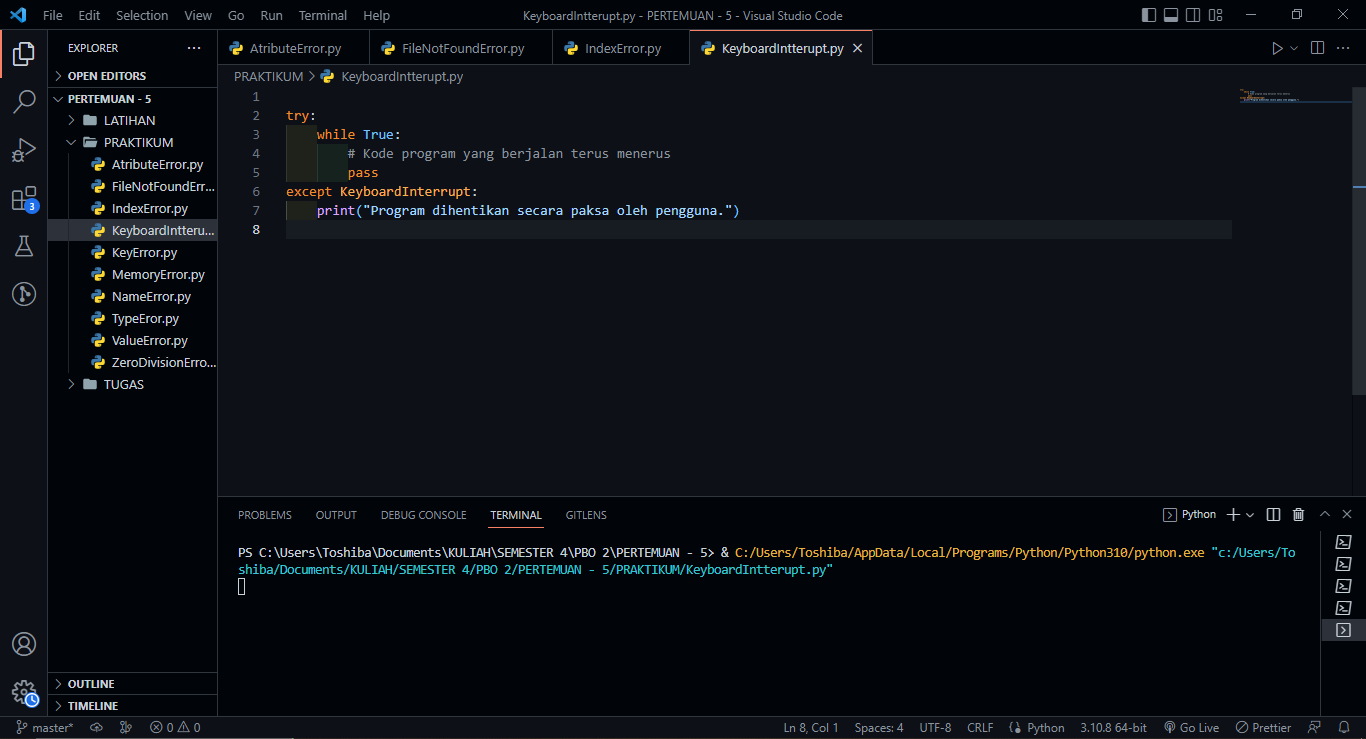 File Edit Selection View Go Run Terminal Help KeyboardIntterupt.py - PERTEMUAN - 5 - Visual Studio Code
EXPLORER
OPEN EDITORS
PERTEMUAN - 5
LATIHAN
PRAKTIKUM
AtributeError.py
FileNotFoundErr...
IndexError.py
KeyboardIntteru...
KeyError.py
MemoryError.py
NameError.py
TypeEror.py
ValueError.py
ZeroDivisionErro...
TUGAS
3
OUTLINE
TIMELINE
AtributeError.py FileNotFoundError.py IndexError.py KeyboardIntterupt.py
PRAKTIKUM > KeyboardIntterupt.py
1
2 try:
3 while True:
4 # Kode program yang berjalan terus menerus
5 pass
6 except KeyboardInterrupt:
7 print("Program dihentikan secara paksa oleh pengguna.")
8
PROBLEMS OUTPUT DEBUG CONSOLE TERMINAL GITLENS Python
PS C:\Users\Toshiba\Documents\KULIAH\SEMESTER 4\PBO 2\PERTEMUAN - 5> & C:/Users/Toshiba/AppData/Local/Programs/Python/Python310/python.exe "c:/Users/To
shiba/Documents/KULIAH/SEMESTER 4/PBO 2/PERTEMUAN - 5/PRAKTIKUM/KeyboardIntterupt.py"
master* 0 0 Ln 8, Col 1 Spaces: 4 UTF-8 CRLF Python 3.10.8 64-bit Go Live Prettier